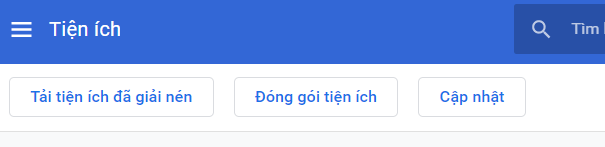 Tiện ích
Tìm
Tải tiện ích đã giải nén
Đóng gói tiện ích
Cập nhật